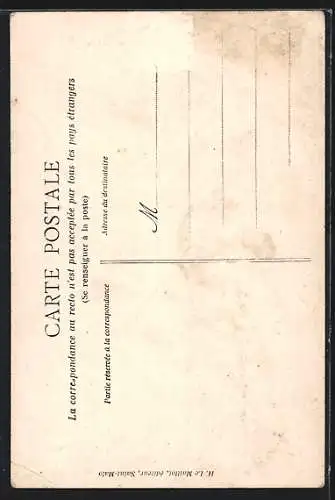 CARTE POSTALE
La correspondance au recto n'est pas acceptée par tous les pays étrangers
(Se renseigner à la poste)
Partie réservée à la correspondance
Adresse du destinataire
M
H. Le Muittel, éditeur, Saint-Malo